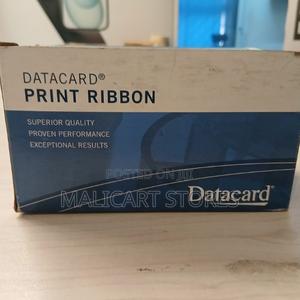 DATACARD®
PRINT RIBBON
SUPERIOR QUALITY
PROVEN PERFORMANCE
EXCEPTIONAL RESULTS
POSTED ON
MALICART STORES
Datacard®